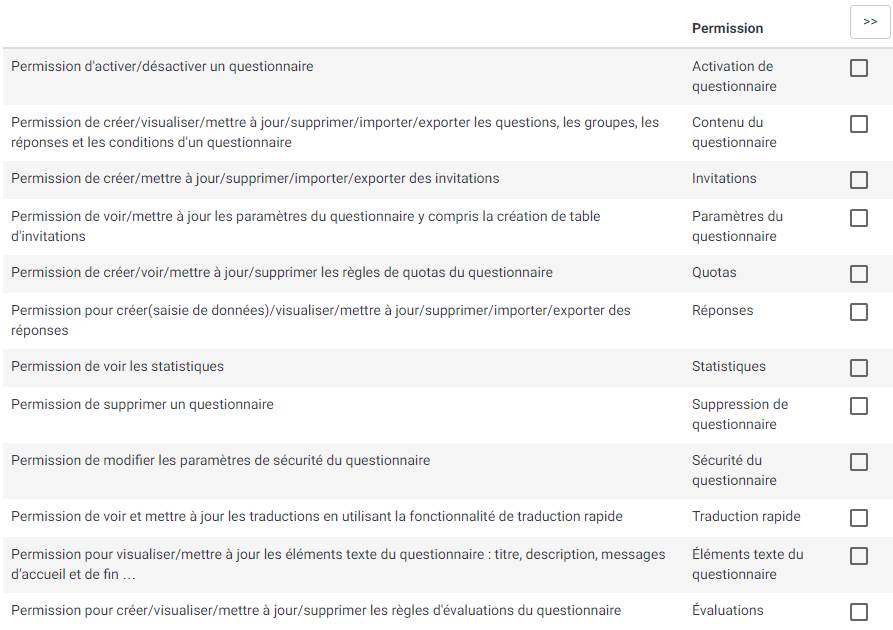 Permission
>>
Permission d'activer/désactiver un questionnaire
Activation de
questionnaire
Permission de créer/visualiser/mettre à jour/supprimer/importer/exporter les questions, les groupes, les
réponses et les conditions d'un questionnaire
Contenu du
questionnaire
Permission de créer/mettre à jour/supprimer/importer/exporter des invitations
Invitations
Permission de voir/mettre à jour les paramètres du questionnaire y compris la création de table
d'invitations
Paramètres du
questionnaire
Permission de créer/voir/mettre à jour/supprimer les règles de quotas du questionnaire
Quotas
Permission pour créer(saisie de données)/visualiser/mettre à jour/supprimer/importer/exporter des
réponses
Réponses
Permission de voir les statistiques
Statistiques
Permission de supprimer un questionnaire
Suppression de
questionnaire
Permission de modifier les paramètres de sécurité du questionnaire
Sécurité du
questionnaire
Permission de voir et mettre à jour les traductions en utilisant la fonctionnalité de traduction rapide
Traduction rapide
Permission pour visualiser/mettre à jour les éléments texte du questionnaire : titre, description, messages
d’accueil et de fin …
Éléments texte du
questionnaire
Permission pour créer/visualiser/mettre à jour/supprimer les règles d'évaluations du questionnaire
Évaluations